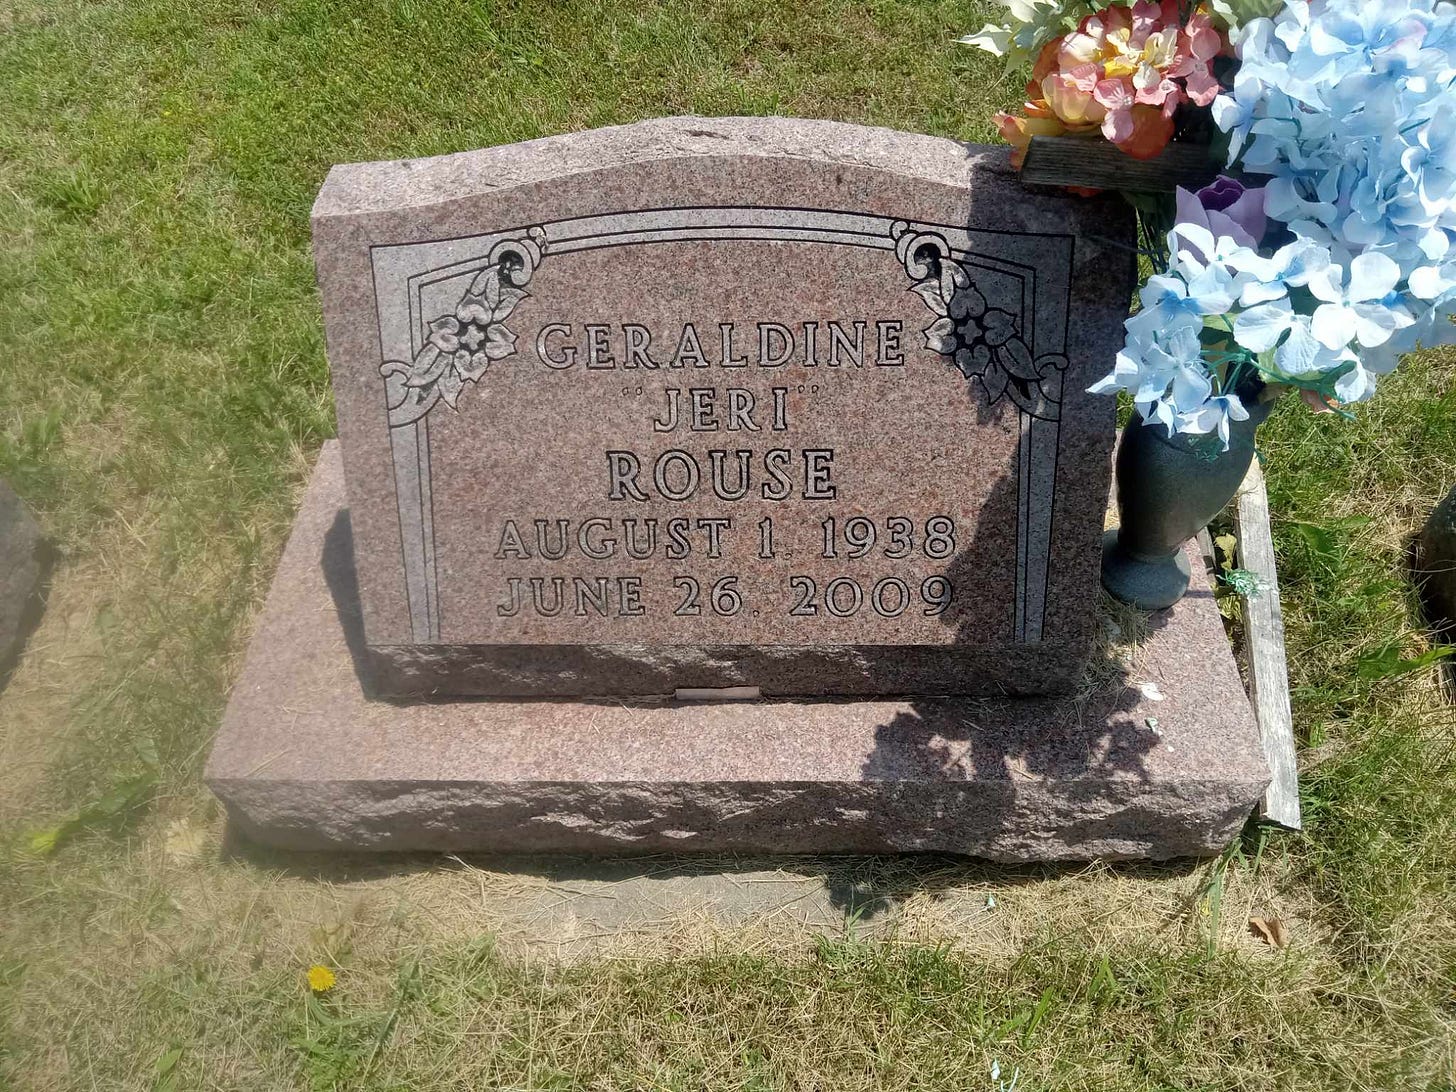 GERALDINE
"JERI"
ROUSE
AUGUST 1. 1938
JUNE 26. 2009